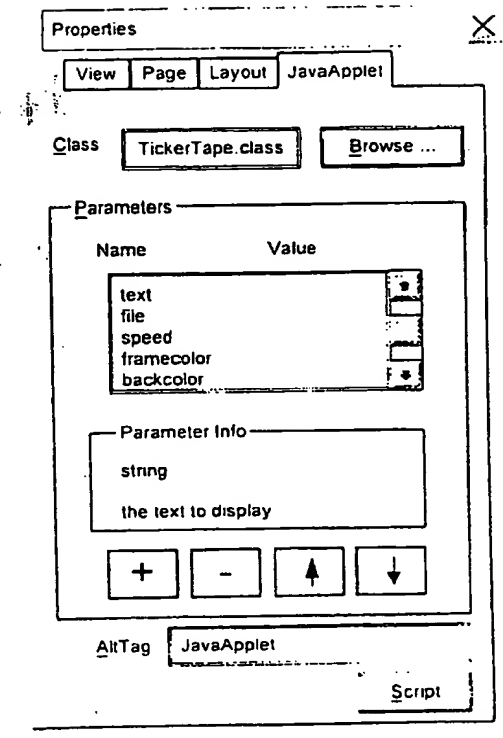 Properties
View Page Layout JavaApplet
Class TickerTape.class Browse ...
Parameters
Name Value
text
file
speed
framecolor
backcolor
Parameter Info
string
the text to display
+ -
AltTag JavaApplet
Script